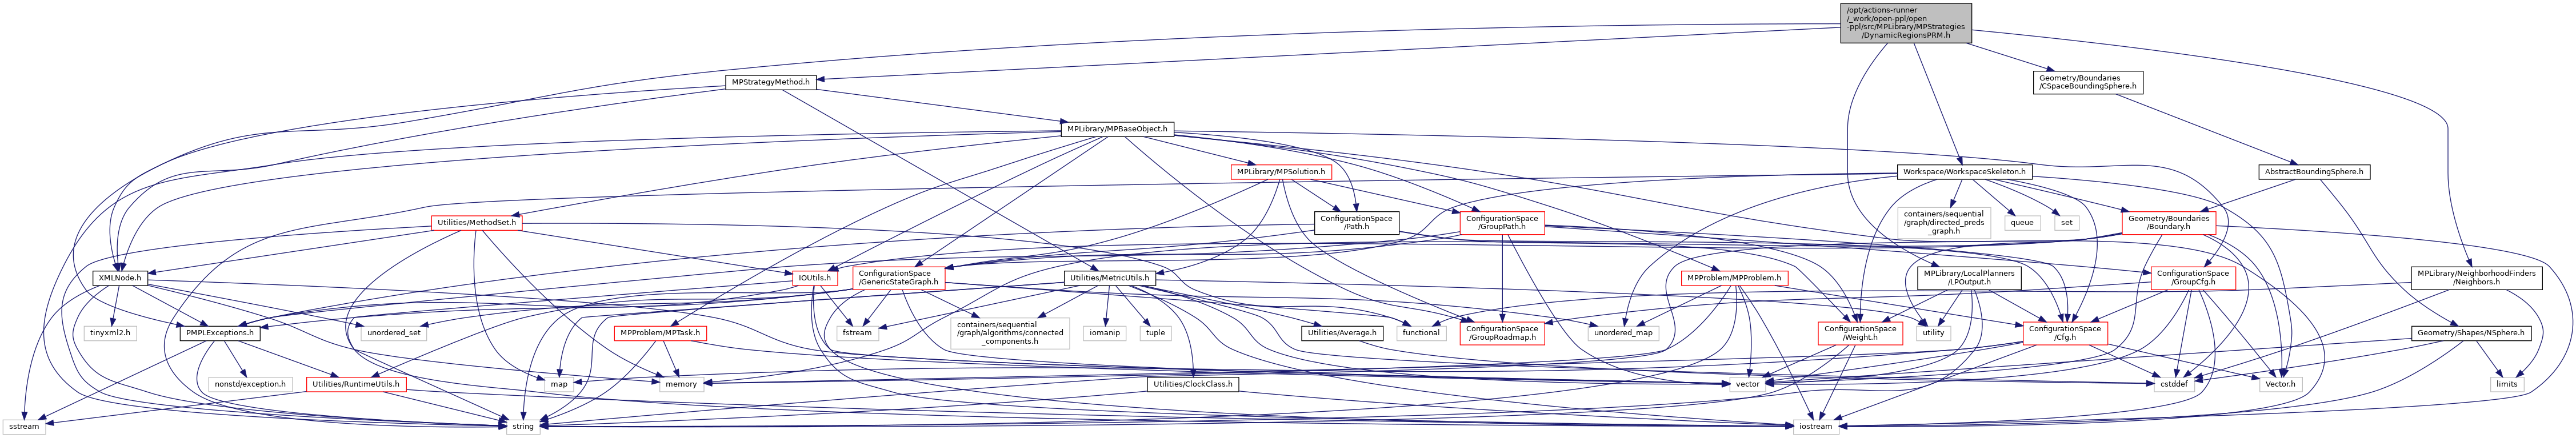 /opt/actions-runner
/_work/open-ppl/open
-ppl/src/MPLibrary/MPStrategies
/DynamicRegionsPRM.h
MPStrategyMethod.h
Geometry/Boundaries
/CSpaceBoundingSphere.h
MPLibrary/MPBaseObject.h
MPLibrary/MPSolution.h
Workspace/WorkspaceSkeleton.h
AbstractBoundingSphere.h
Utilities/MethodSet.h
ConfigurationSpace
/Path.h
ConfigurationSpace
/GroupPath.h
containers/sequential
/graph/directed_preds
_graph.h
queue
set
Geometry/Boundaries
/Boundary.h
XMLNode.h
IOUtils.h
ConfigurationSpace
/GenericStateGraph.h
Utilities/MetricUtils.h
MPProblem/MPProblem.h
MPLibrary/LocalPlanners
/LPOutput.h
ConfigurationSpace
/GroupCfg.h
MPLibrary/NeighborhoodFinders
/Neighbors.h
tinyxml2.h
PMPLExceptions.h
unordered_set
MPProblem/MPTask.h
fstream
containers/sequential
/graph/algorithms/connected
_components.h
iomanip
tuple
Utilities/Average.h
functional
ConfigurationSpace
/GroupRoadmap.h
unordered_map
ConfigurationSpace
/Weight.h
utility
ConfigurationSpace
/Cfg.h
Geometry/Shapes/NSphere.h
nonstd/exception.h
Utilities/RuntimeUtils.h
map
memory
Utilities/ClockClass.h
vector
cstddef
Vector.h
limits
sstream
string
iostream